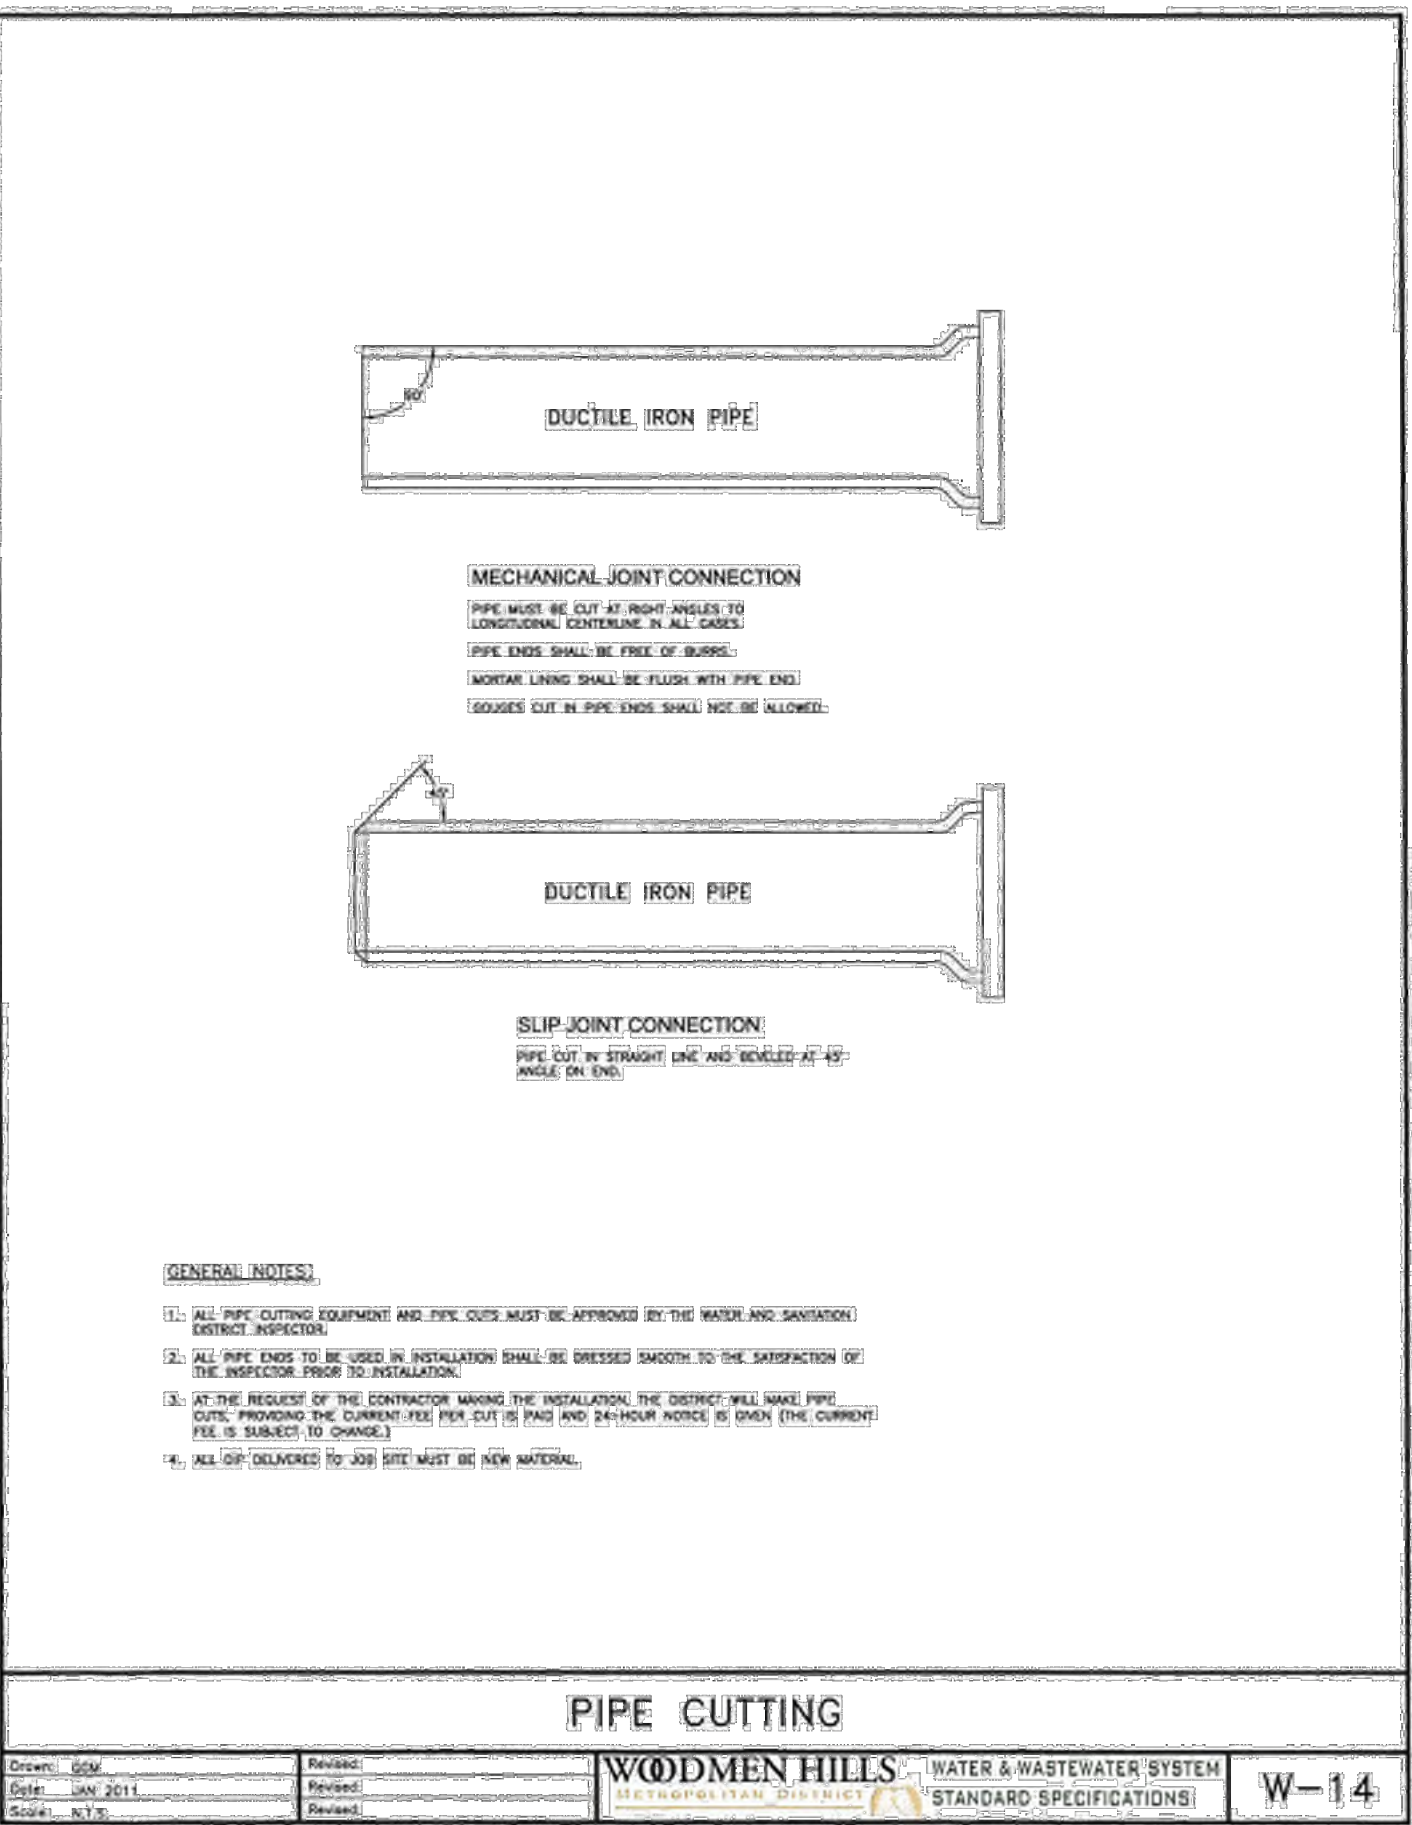 90°
DUCTILE IRON PIPE
MECHANICAL JOINT CONNECTION
PIPE MUST BE CUT AT RIGHT ANGLES TO
LONGITUDINAL CENTERLINE IN ALL CASES.
PIPE ENDS SHALL BE FREE OF BURRS.
MORTAR LINING SHALL BE FLUSH WITH PIPE END.
GOUGES CUT IN PIPE ENDS SHALL NOT BE ALLOWED.
45°
DUCTILE IRON PIPE
SLIP JOINT CONNECTION
PIPE CUT IN STRAIGHT LINE AND BEVELED AT 45°
ANGLE ON END.
GENERAL NOTES:
1. ALL PIPE CUTTING EQUIPMENT AND PIPE CUTS MUST BE APPROVED BY THE WATER AND SANITATION
DISTRICT INSPECTOR.
2. ALL PIPE ENDS TO BE USED IN INSTALLATION SHALL BE DRESSED SMOOTH TO THE SATISFACTION OF
THE INSPECTOR PRIOR TO INSTALLATION.
3. AT THE REQUEST OF THE CONTRACTOR MAKING THE INSTALLATION, THE DISTRICT WILL MAKE PIPE
CUTS, PROVIDING THE CURRENT FEE PER CUT IS PAID AND 24-HOUR NOTICE IS GIVEN (THE CURRENT
FEE IS SUBJECT TO CHANGE.)
4. ALL DIP DELIVERED TO JOB SITE MUST BE NEW MATERIAL.
PIPE CUTTING
Drawn: GCM
Date: JAN 2011
Scale: N.T.S.
Revised:
Revised:
Revised:
WOODMEN HILLS
METROPOLITAN DISTRICT
WATER & WASTEWATER SYSTEM
STANDARD SPECIFICATIONS
W-14